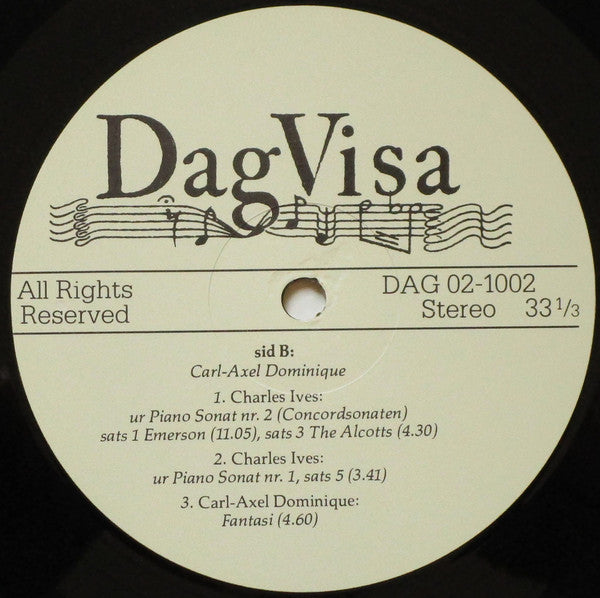 DagVisa
All Rights
Reserved
DAG 02-1002
Stereo 33 1/3
sid B:
Carl-Axel Dominique
1. Charles Ives:
ur Piano Sonat nr. 2 (Concordsonaten)
sats 1 Emerson (11.05), sats 3 The Alcotts (4.30)
2. Charles Ives:
ur Piano Sonat nr. 1, sats 5 (3.41)
3. Carl-Axel Dominique:
Fantasi (4.60)